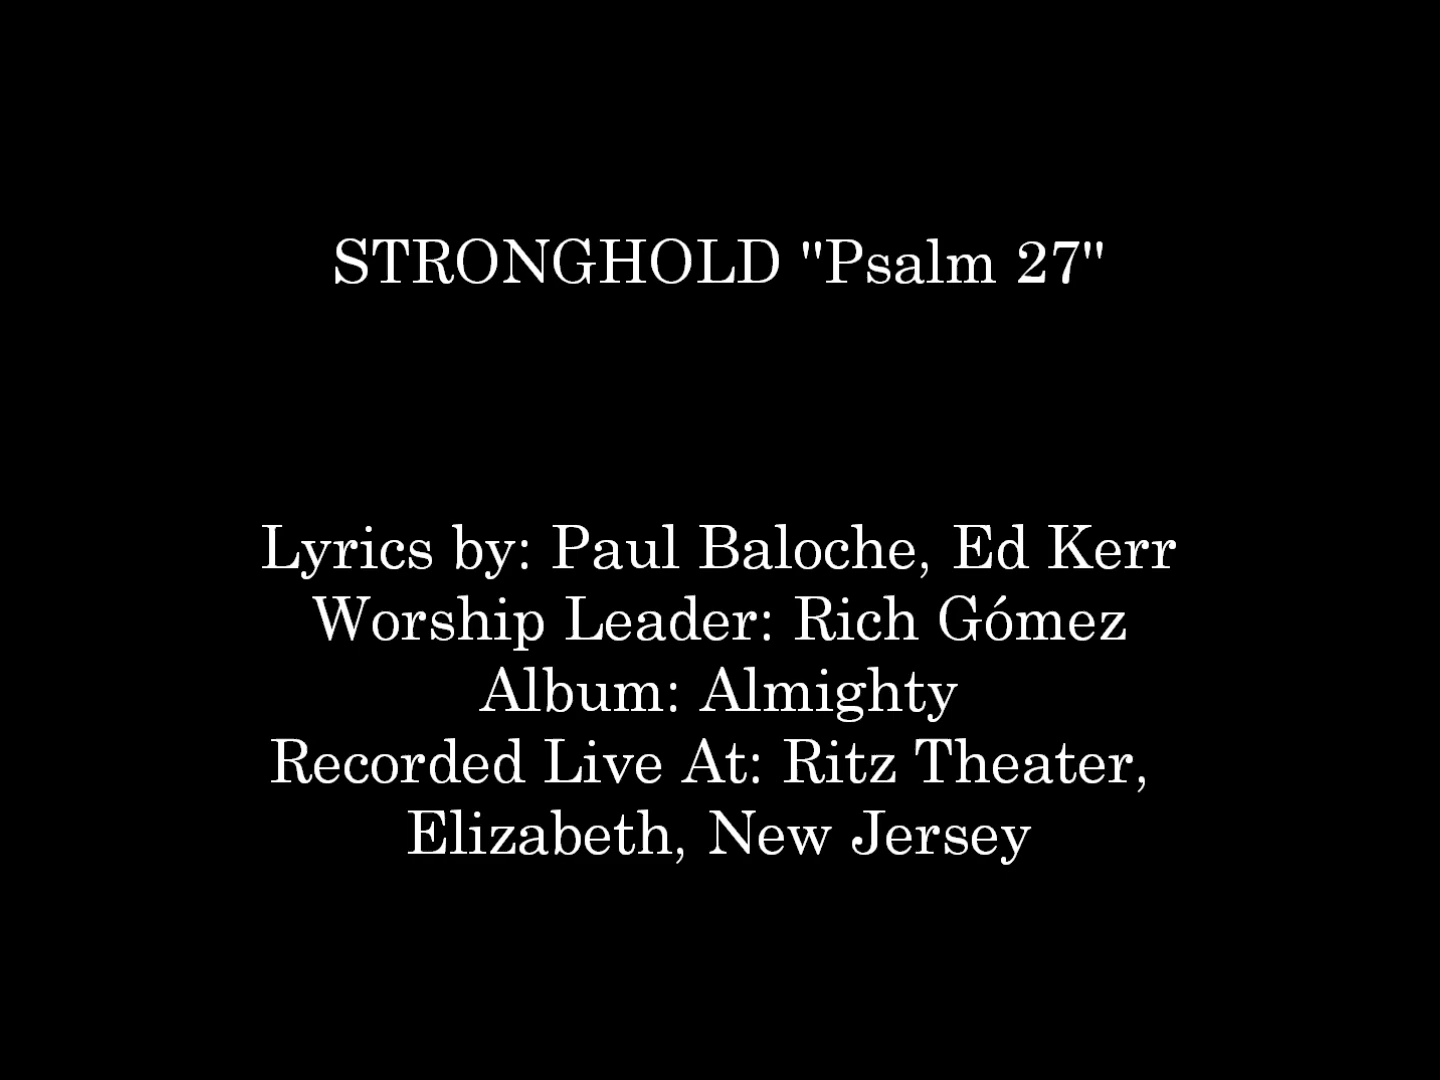 STRONGHOLD "Psalm 27"
Lyrics by: Paul Baloche, Ed Kerr
Worship Leader: Rich Gómez
Album: Almighty
Recorded Live At: Ritz Theater,
Elizabeth, New Jersey